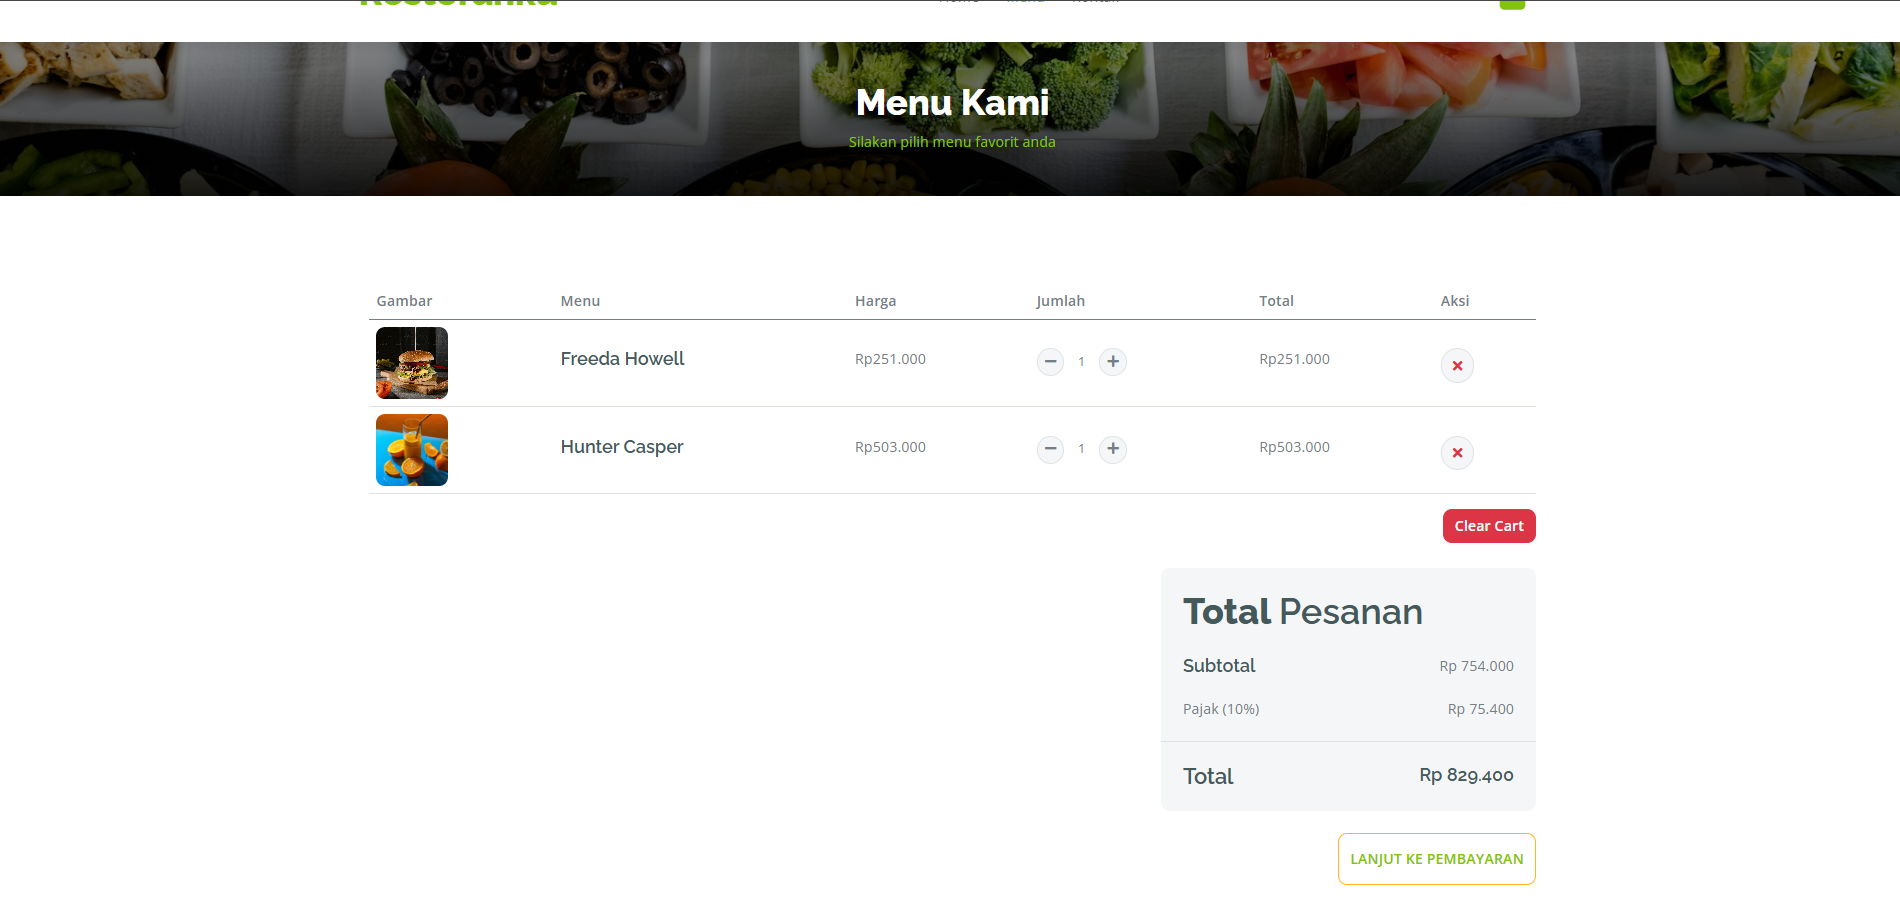 Menu Kami
Silakan pilih menu favorit anda
Gambar Menu Harga Jumlah Total Aksi
Freeda Howell Rp251.000 1 Rp251.000
Hunter Casper Rp503.000 1 Rp503.000
Clear Cart
Total Pesanan
Subtotal Rp 754.000
Pajak (10%) Rp 75.400
Total Rp 829.400
LANJUT KE PEMBAYARAN